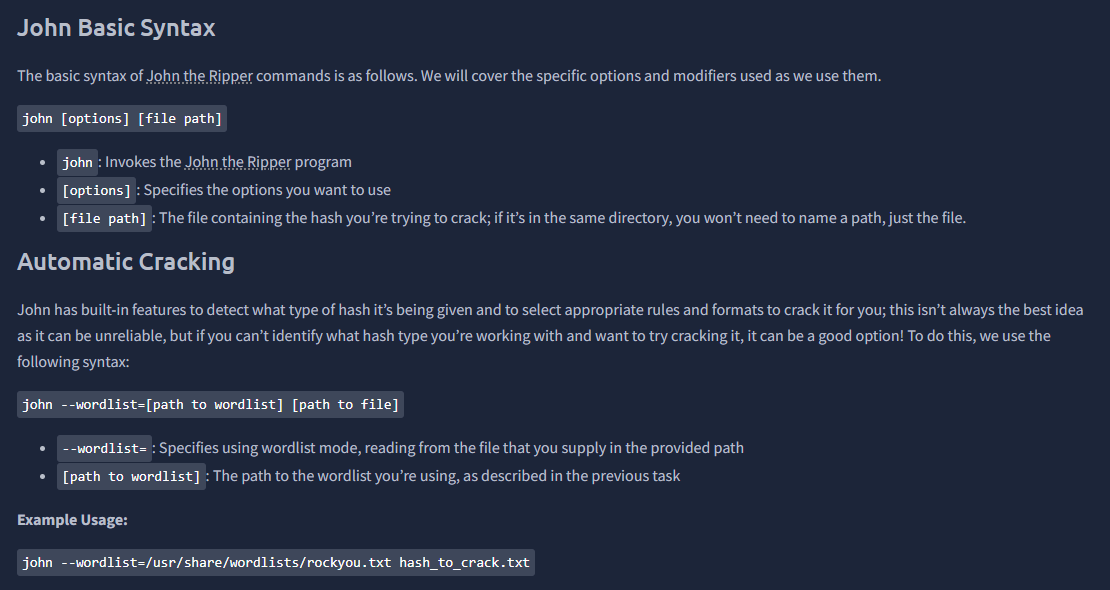 John Basic Syntax
The basic syntax of John the Ripper commands is as follows. We will cover the specific options and modifiers used as we use them.
john [options] [file path]
john : Invokes the John the Ripper program
[options] : Specifies the options you want to use
[file path] : The file containing the hash you’re trying to crack; if it’s in the same directory, you won’t need to name a path, just the file.
Automatic Cracking
John has built-in features to detect what type of hash it’s being given and to select appropriate rules and formats to crack it for you; this isn’t always the best idea
as it can be unreliable, but if you can’t identify what hash type you’re working with and want to try cracking it, it can be a good option! To do this, we use the
following syntax:
john --wordlist=[path to wordlist] [path to file]
--wordlist= : Specifies using wordlist mode, reading from the file that you supply in the provided path
[path to wordlist] : The path to the wordlist you’re using, as described in the previous task
Example Usage:
john --wordlist=/usr/share/wordlists/rockyou.txt hash_to_crack.txt